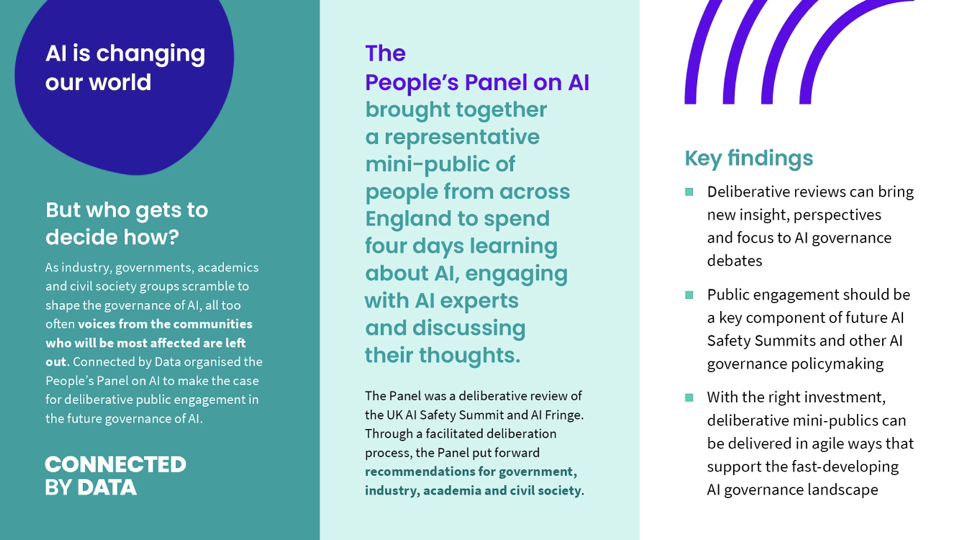 AI is changing
our world
But who gets to
decide how?
As industry, governments, academics
and civil society groups scramble to
shape the governance of AI, all too
often voices from the communities
who will be most affected are left
out. Connected by Data organised the
People's Panel on AI to make the case
for deliberative public engagement in
the future governance of AI.
CONNECTED
BY DATA
The
People's Panel on AI
brought together
a representative
mini-public of
people from across
England to spend
four days learning
about AI, engaging
with AI experts
and discussing
their thoughts.
The Panel was a deliberative review of
the UK AI Safety Summit and AI Fringe.
Through a facilitated deliberation
process, the Panel put forward
recommendations for government,
industry, academia and civil society.
Key findings
Deliberative reviews can bring
new insight, perspectives
and focus to AI governance
debates
Public engagement should be
a key component of future AI
Safety Summits and other AI
governance policymaking
With the right investment,
deliberative mini-publics can
be delivered in agile ways that
support the fast-developing
AI governance landscape